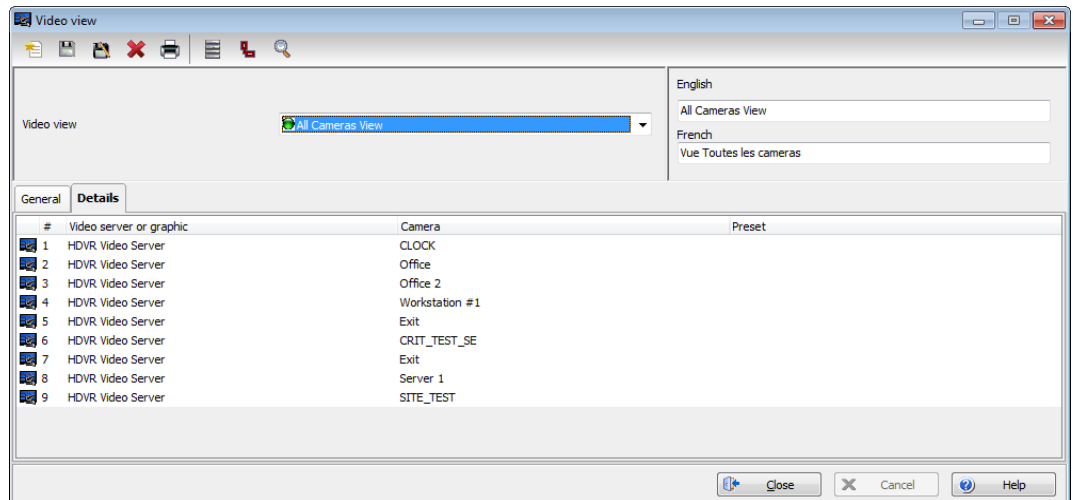 Video view
English
All Cameras View
Video view All Cameras View
French
Vue Toutes les cameras
General Details
# Video server or graphic Camera Preset
1 HDVR Video Server CLOCK
2 HDVR Video Server Office
3 HDVR Video Server Office 2
4 HDVR Video Server Workstation #1
5 HDVR Video Server Exit
6 HDVR Video Server CRIT_TEST_SE
7 HDVR Video Server Exit
8 HDVR Video Server Server 1
9 HDVR Video Server SITE_TEST
Close Cancel Help